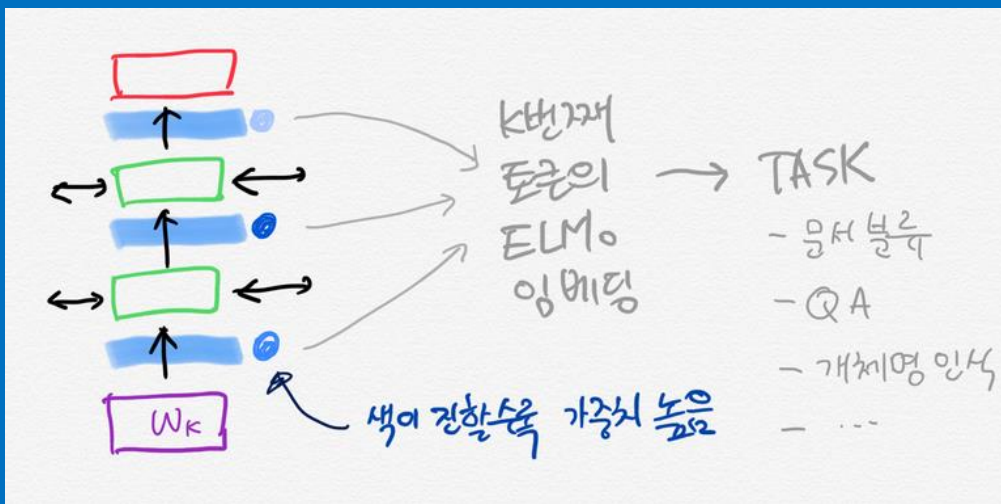 K번째
토큰의
ELMo
임베딩
TASK
- 문서분류
- QA
- 개체명 인식
- ...
W_K
색이 진할수록 가중치 높음